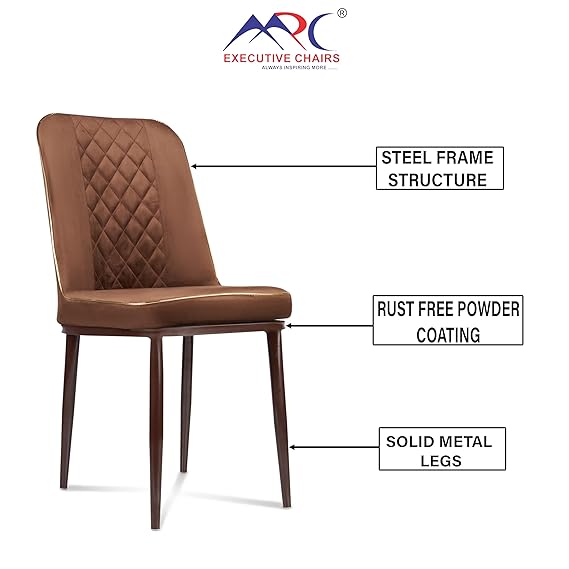 MRC ®
EXECUTIVE CHAIRS
ALWAYS INSPIRING MORE......
STEEL FRAME
STRUCTURE
RUST FREE POWDER
COATING
SOLID METAL
LEGS